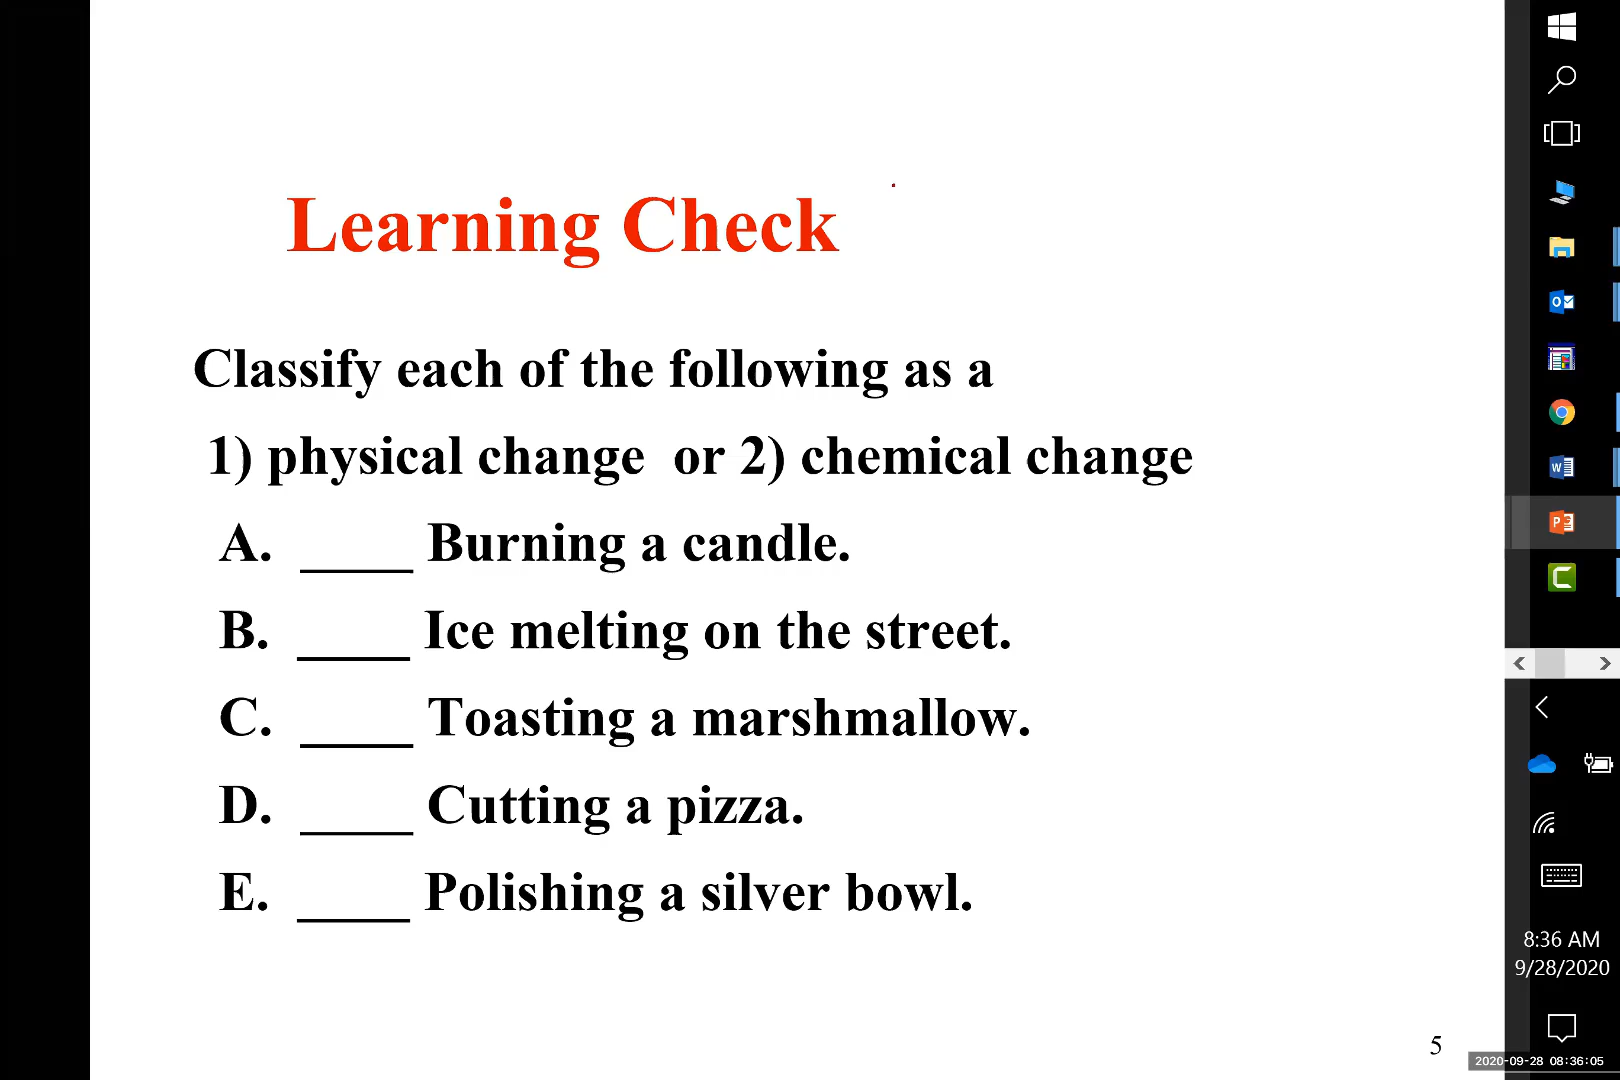 Learning Check
Classify each of the following as a
1) physical change or 2) chemical change
A. ____ Burning a candle.
B. ____ Ice melting on the street.
C. ____ Toasting a marshmallow.
D. ____ Cutting a pizza.
E. ____ Polishing a silver bowl.
8:36 AM
9/28/2020
5
2020-09-28 08:36:05